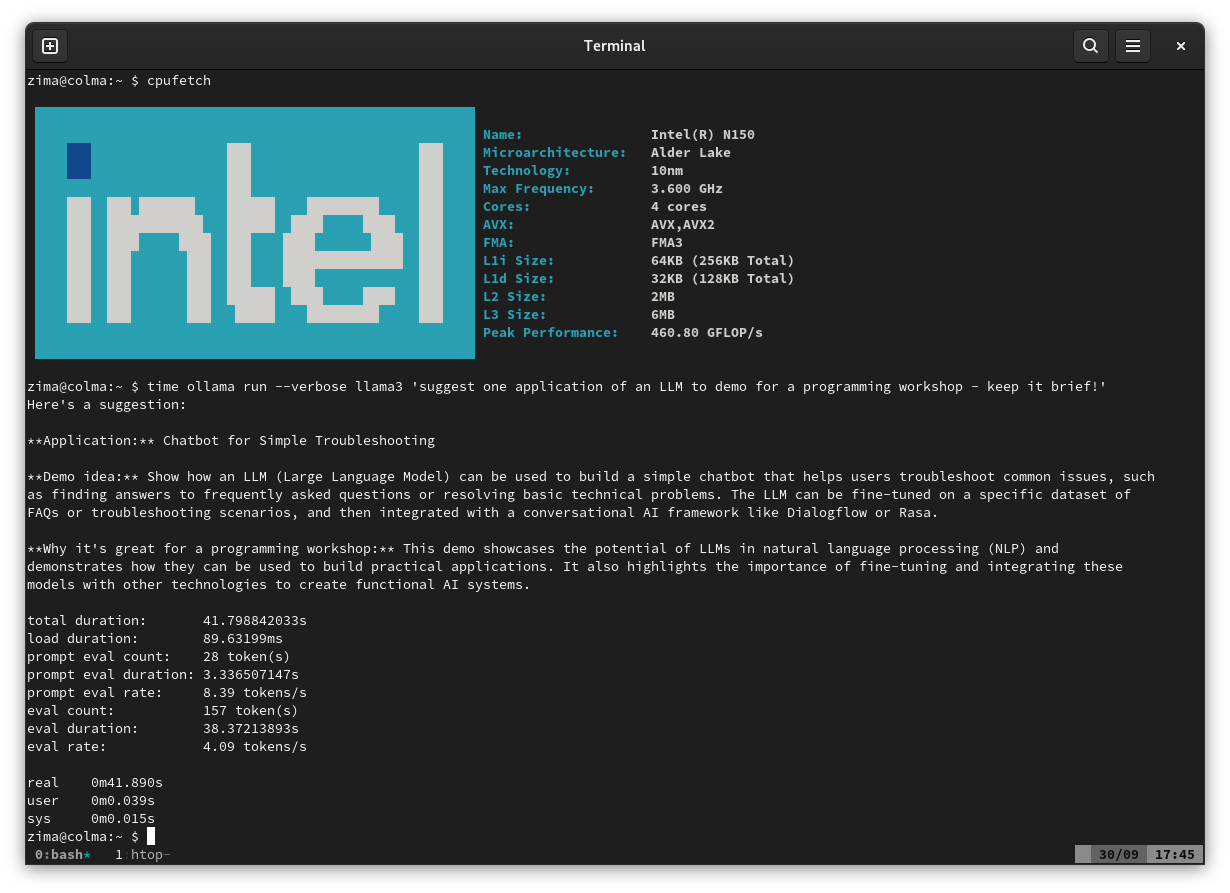 Terminal
zima@colma:~ $ cpufetch
intel
Name: Intel(R) N150
Microarchitecture: Alder Lake
Technology: 10nm
Max Frequency: 3.600 GHz
Cores: 4 cores
AVX: AVX,AVX2
FMA: FMA3
L1i Size: 64KB (256KB Total)
L1d Size: 32KB (128KB Total)
L2 Size: 2MB
L3 Size: 6MB
Peak Performance: 460.80 GFLOP/s
zima@colma:~ $ time ollama run --verbose llama3 'suggest one application of an LLM to demo for a programming workshop - keep it brief!'
Here's a suggestion:
**Application:** Chatbot for Simple Troubleshooting
**Demo idea:** Show how an LLM (Large Language Model) can be used to build a simple chatbot that helps users troubleshoot common issues, such
as finding answers to frequently asked questions or resolving basic technical problems. The LLM can be fine-tuned on a specific dataset of
FAQs or troubleshooting scenarios, and then integrated with a conversational AI framework like Dialogflow or Rasa.
**Why it's great for a programming workshop:** This demo showcases the potential of LLMs in natural language processing (NLP) and
demonstrates how they can be used to build practical applications. It also highlights the importance of fine-tuning and integrating these
models with other technologies to create functional AI systems.
total duration: 41.798842033s
load duration: 89.63199ms
prompt eval count: 28 token(s)
prompt eval duration: 3.336507147s
prompt eval rate: 8.39 tokens/s
eval count: 157 token(s)
eval duration: 38.37213893s
eval rate: 4.09 tokens/s
real 0m41.890s
user 0m0.039s
sys 0m0.015s
zima@colma:~ $
0:bash* 1:htop- 30/09 17:45